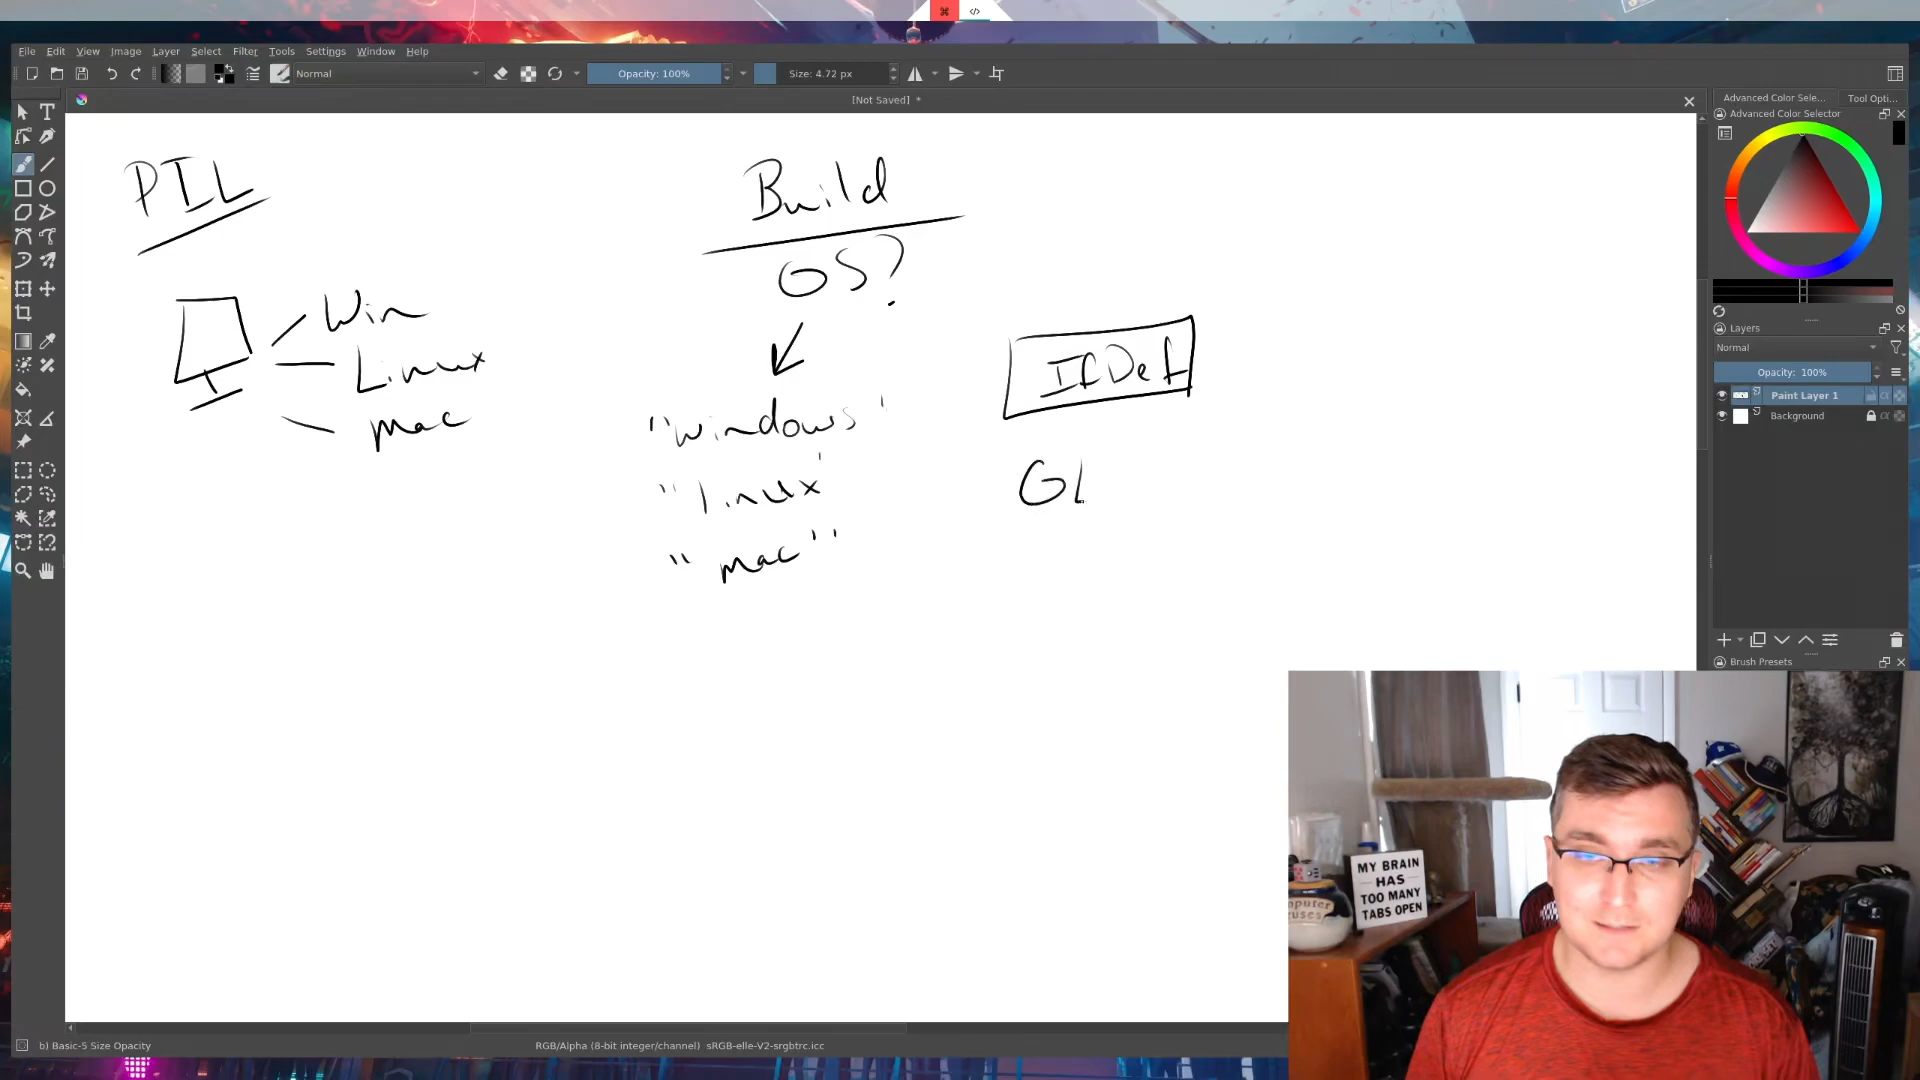 </>
File Edit View Image Layer Select Filter Tools Settings Window Help
Normal Opacity: 100% Size: 4.72 px
[Not Saved] *
Advanced Color Sele... Tool Opti...
Advanced Color Selector
PIL
Build
OS?
Win
Linux
mac
"windows"
"linux"
"mac"
IfDef
GL
Layers
Normal
Opacity: 100%
Paint Layer 1
Background
Brush Presets
MY BRAIN
HAS
TOO MANY
TABS OPEN
b) Basic-5 Size Opacity
RGB/Alpha (8-bit integer/channel) sRGB-elle-V2-srgbtrc.icc